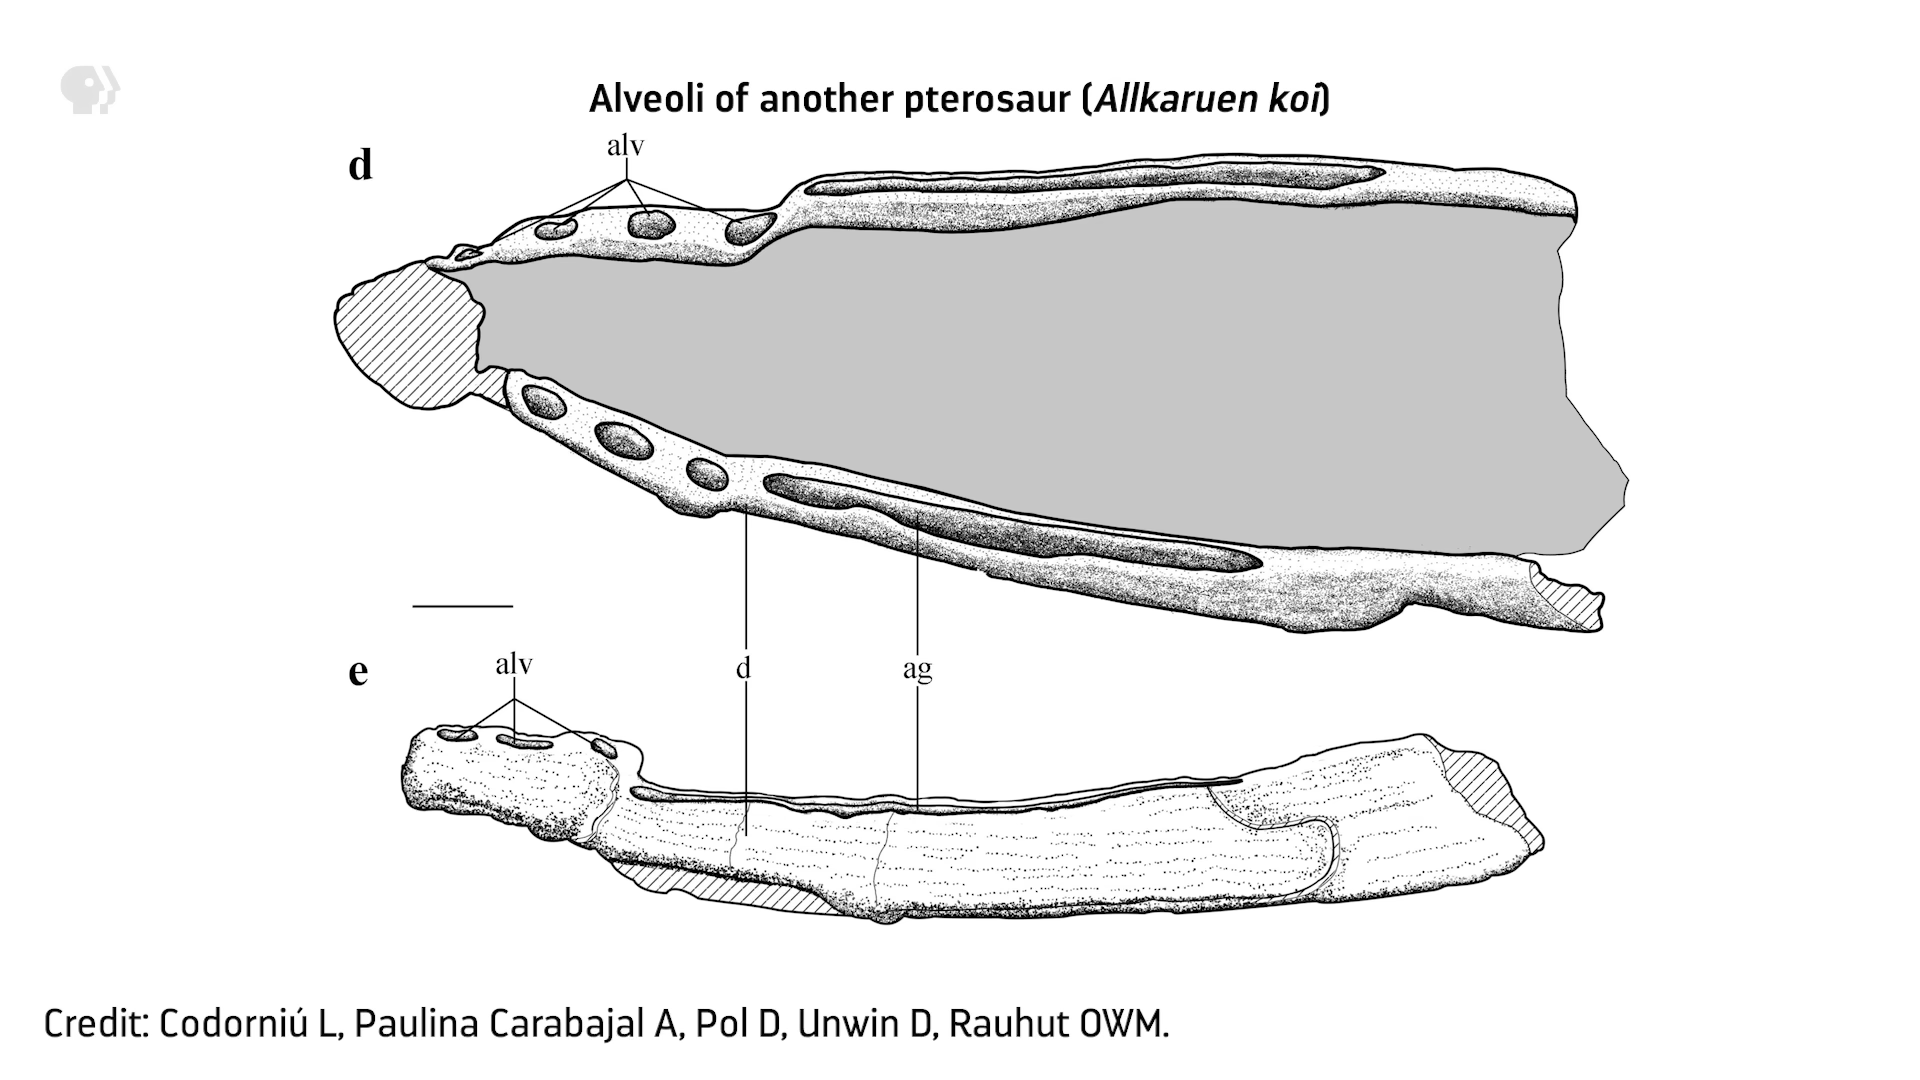 Alveoli of another pterosaur (Allkaruen koi)
d
alv
e
alv
d
ag
Credit: Codorniú L, Paulina Carabajal A, Pol D, Unwin D, Rauhut OWM.